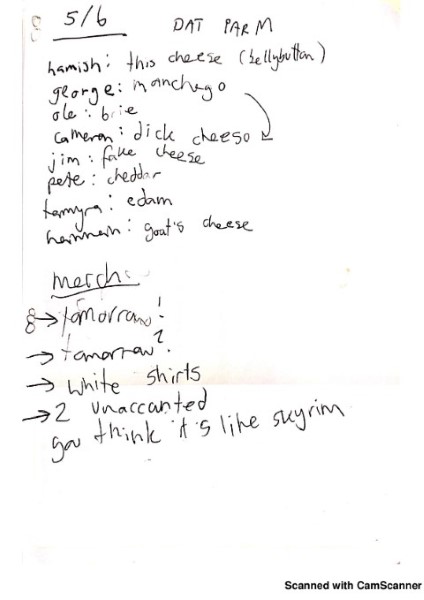 5/6 DAT PAR M
hamish: this cheese (bellybutton)
george: manchego
ole: brie
cameron: dick cheeso
jim: fake cheese
pete: cheddar
tamyra: edam
hannah: goat's cheese
merch:
8→ tomorrow!
→ tomorrow?
→ white shirts
→ 2 unaccanted
you think it's like skyrim
Scanned with CamScanner